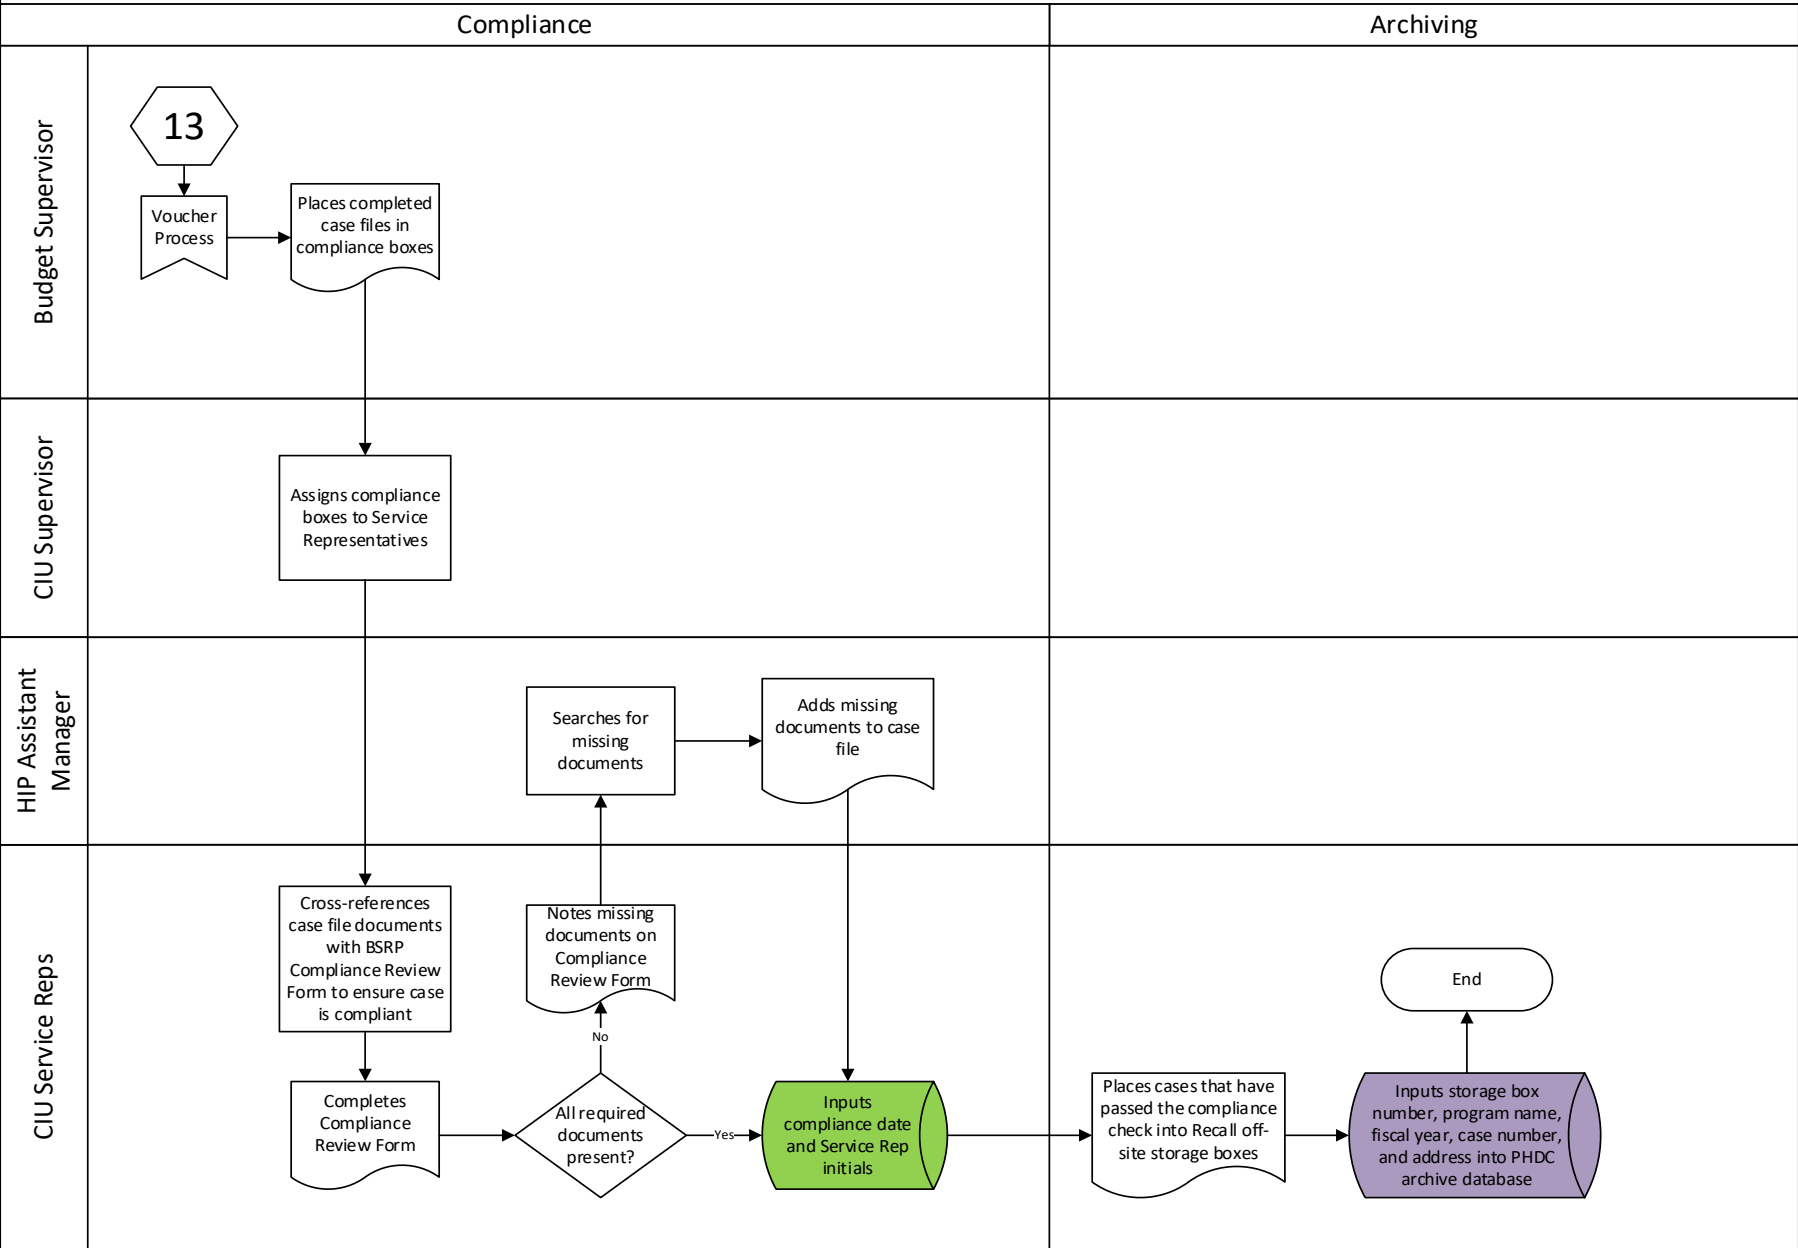 Compliance
Archiving
Budget Supervisor
13
Voucher
Process
Places completed
case files in
compliance boxes
CIU Supervisor
Assigns compliance
boxes to Service
Representatives
HIP Assistant
Manager
Searches for
missing
documents
Adds missing
documents to case
file
CIU Service Reps
Cross-references
case file documents
with BSRP
Compliance Review
Form to ensure case
is compliant
Notes missing
documents on
Compliance
Review Form
No
Completes
Compliance
Review Form
All required
documents
present?
Yes
Inputs
compliance date
and Service Rep
initials
Places cases that have
passed the compliance
check into Recall off-
site storage boxes
Inputs storage box
number, program name,
fiscal year, case number,
and address into PHDC
archive database
End